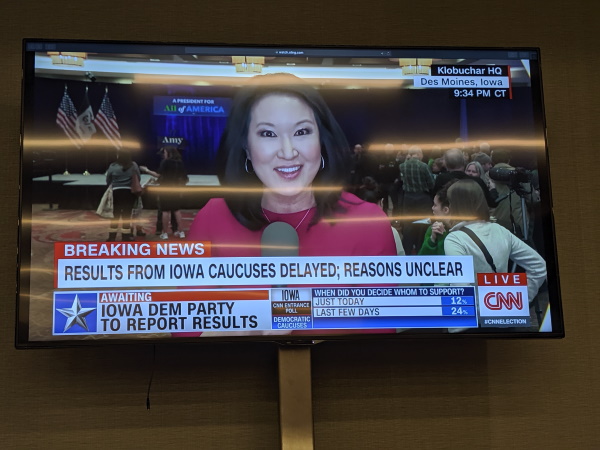 Klobuchar HQ
Des Moines, Iowa
9:34 PM CT
A PRESIDENT FOR
All of AMERICA
Amy
BREAKING NEWS
RESULTS FROM IOWA CAUCUSES DELAYED; REASONS UNCLEAR
LIVE
CNN
#CNNELECTION
AWAITING
IOWA DEM PARTY
TO REPORT RESULTS
IOWA
CNN ENTRANCE
POLL
DEMOCRATIC
CAUCUSES
WHEN DID YOU DECIDE WHOM TO SUPPORT?
JUST TODAY 12%
LAST FEW DAYS 24%